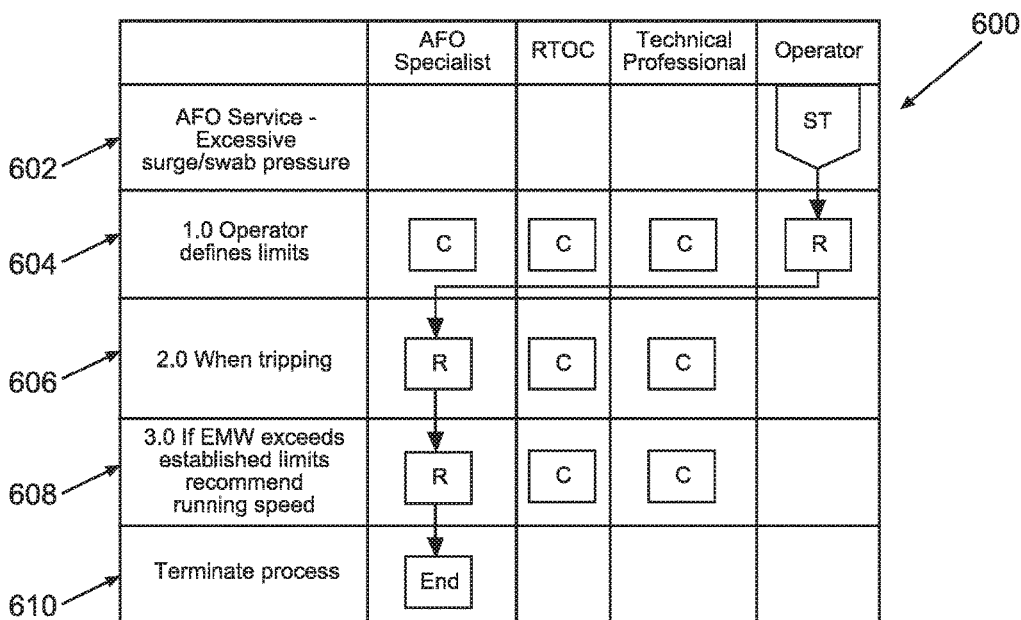 600
AFO
Specialist
RTOC
Technical
Professional
Operator
602
AFO Service -
Excessive
surge/swab pressure
ST
604
1.0 Operator
defines limits
C
C
C
R
606
2.0 When tripping
R
C
C
608
3.0 If EMW exceeds
established limits
recommend
running speed
R
C
C
610
Terminate process
End